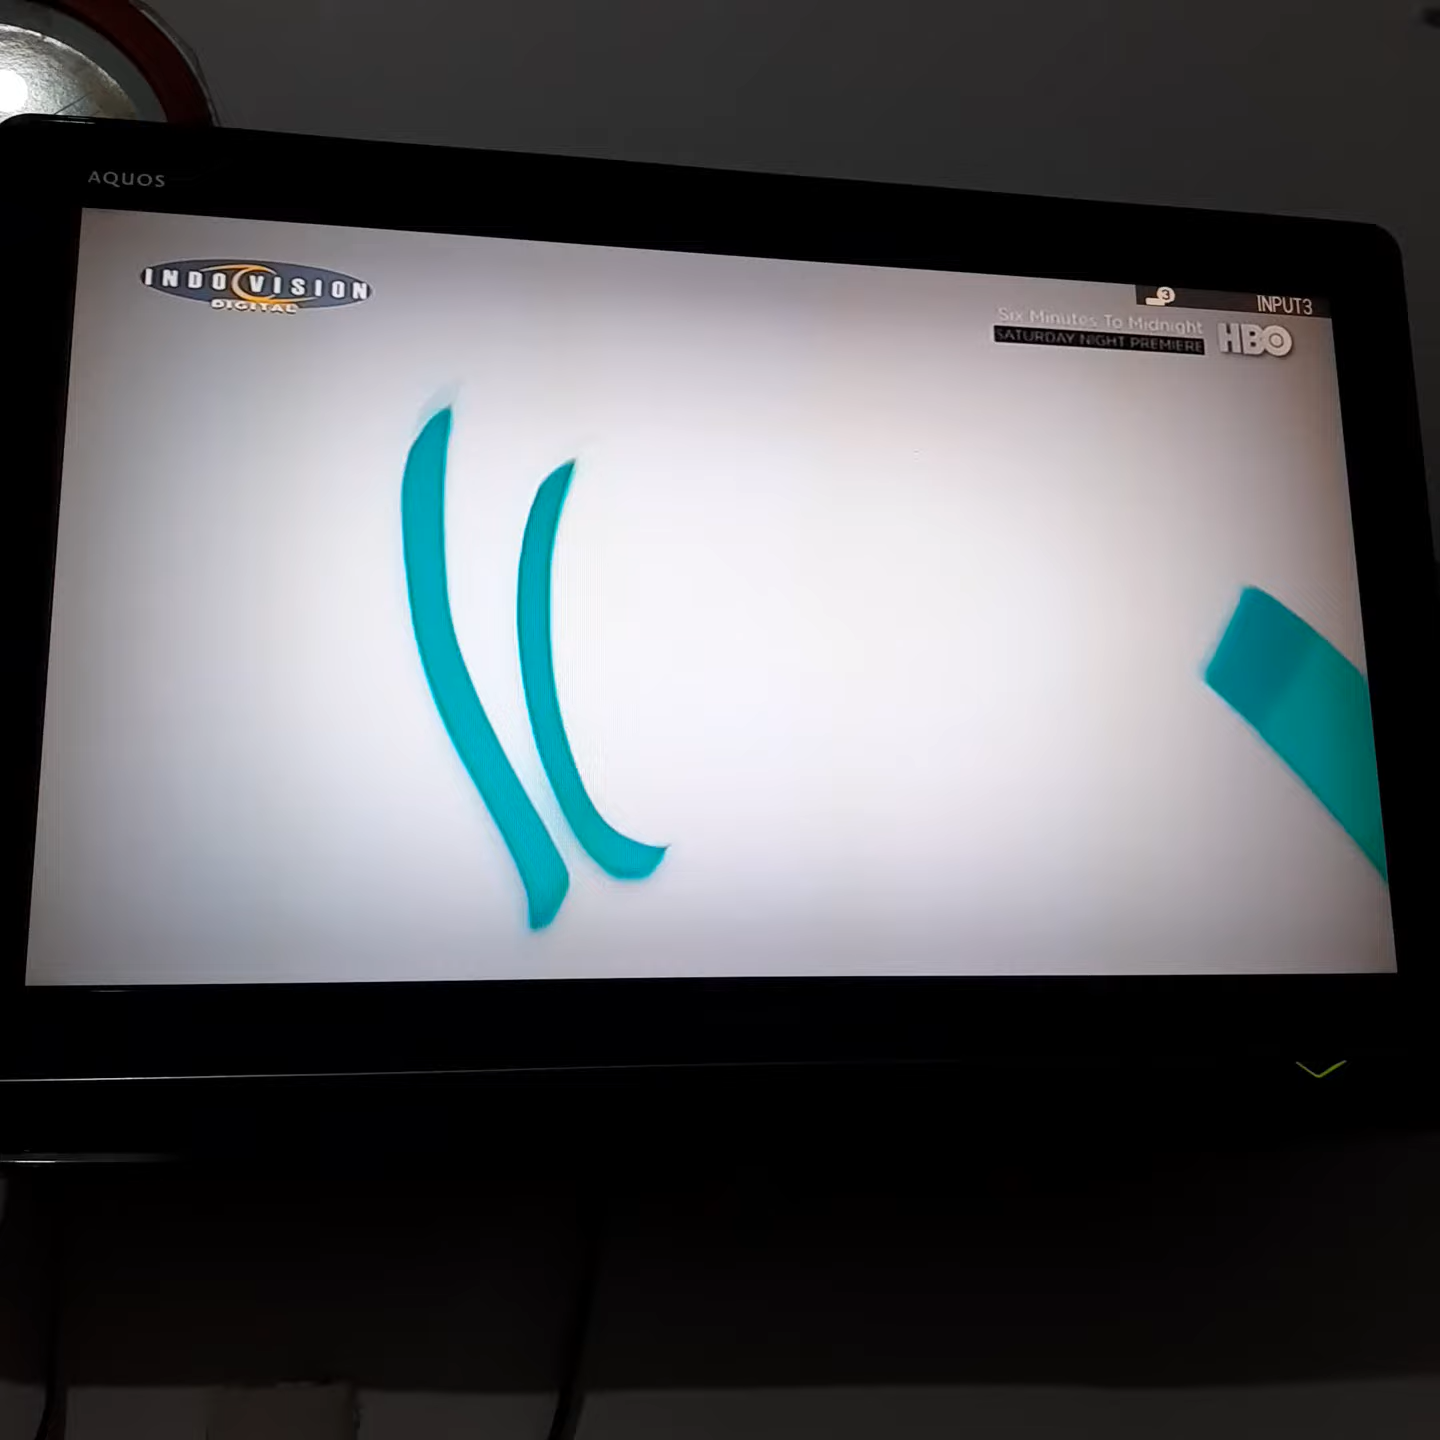 AQUOS
INDOVISION
DIGITAL
3 INPUT3
Six Minutes To Midnight
SATURDAY NIGHT PREMIERE
HBO